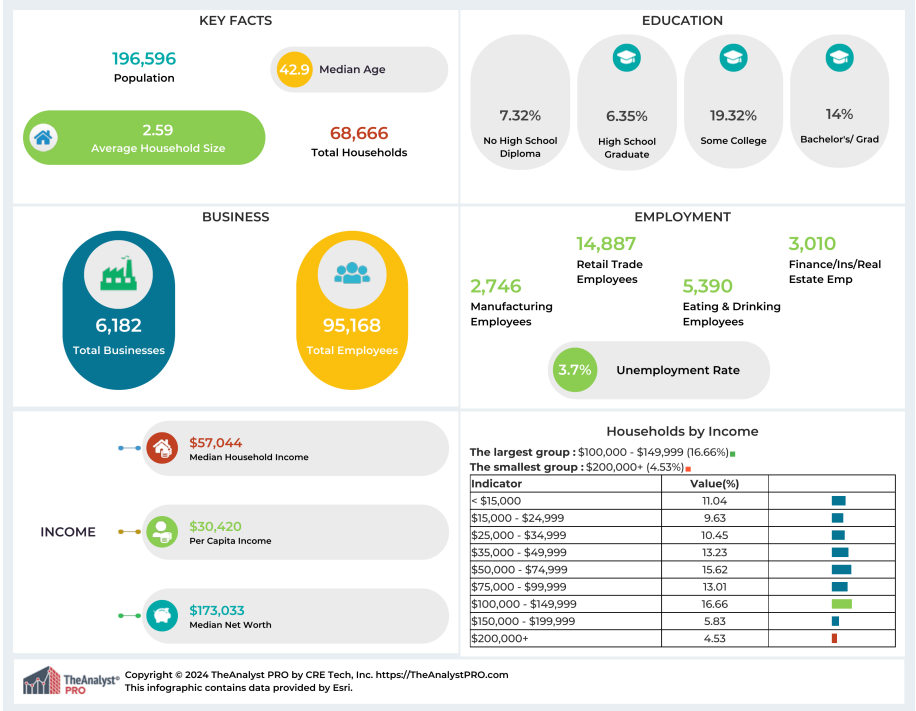 KEY FACTS
196,596
Population
42.9
Median Age
2.59
Average Household Size
68,666
Total Households
EDUCATION
7.32%
No High School
Diploma
6.35%
High School
Graduate
19.32%
Some College
14%
Bachelor's/ Grad
BUSINESS
6,182
Total Businesses
95,168
Total Employees
EMPLOYMENT
2,746
Manufacturing
Employees
14,887
Retail Trade
Employees
5,390
Eating & Drinking
Employees
3,010
Finance/Ins/Real
Estate Emp
3.7%
Unemployment Rate
INCOME
$57,044
Median Household Income
$30,420
Per Capita Income
$173,033
Median Net Worth
Households by Income
The largest group : $100,000 - $149,999 (16.66%)
The smallest group : $200,000+ (4.53%)
Indicator Value(%)
< $15,000 11.04
$15,000 - $24,999 9.63
$25,000 - $34,999 10.45
$35,000 - $49,999 13.23
$50,000 - $74,999 15.62
$75,000 - $99,999 13.01
$100,000 - $149,999 16.66
$150,000 - $199,999 5.83
$200,000+ 4.53
TheAnalyst®
PRO
Copyright © 2024 TheAnalyst PRO by CRE Tech, Inc. https://TheAnalystPRO.com
This infographic contains data provided by Esri.